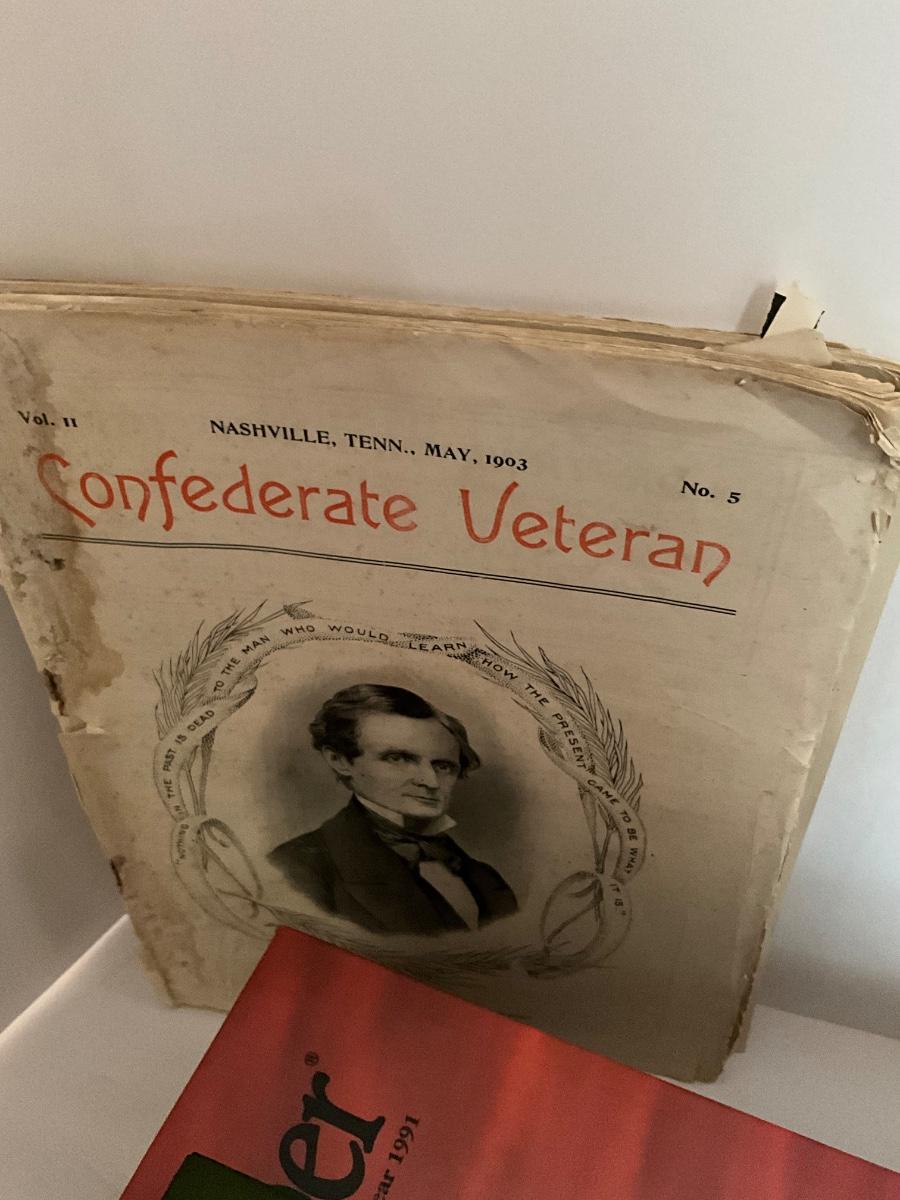 Vol. 11
NASHVILLE, TENN., MAY, 1903
No. 5
Confederate Veteran
"NOTHING IN THE PAST IS DEAD TO THE MAN WHO WOULD LEARN HOW THE PRESENT CAME TO BE WHAT IT IS."
er®
ear 1991